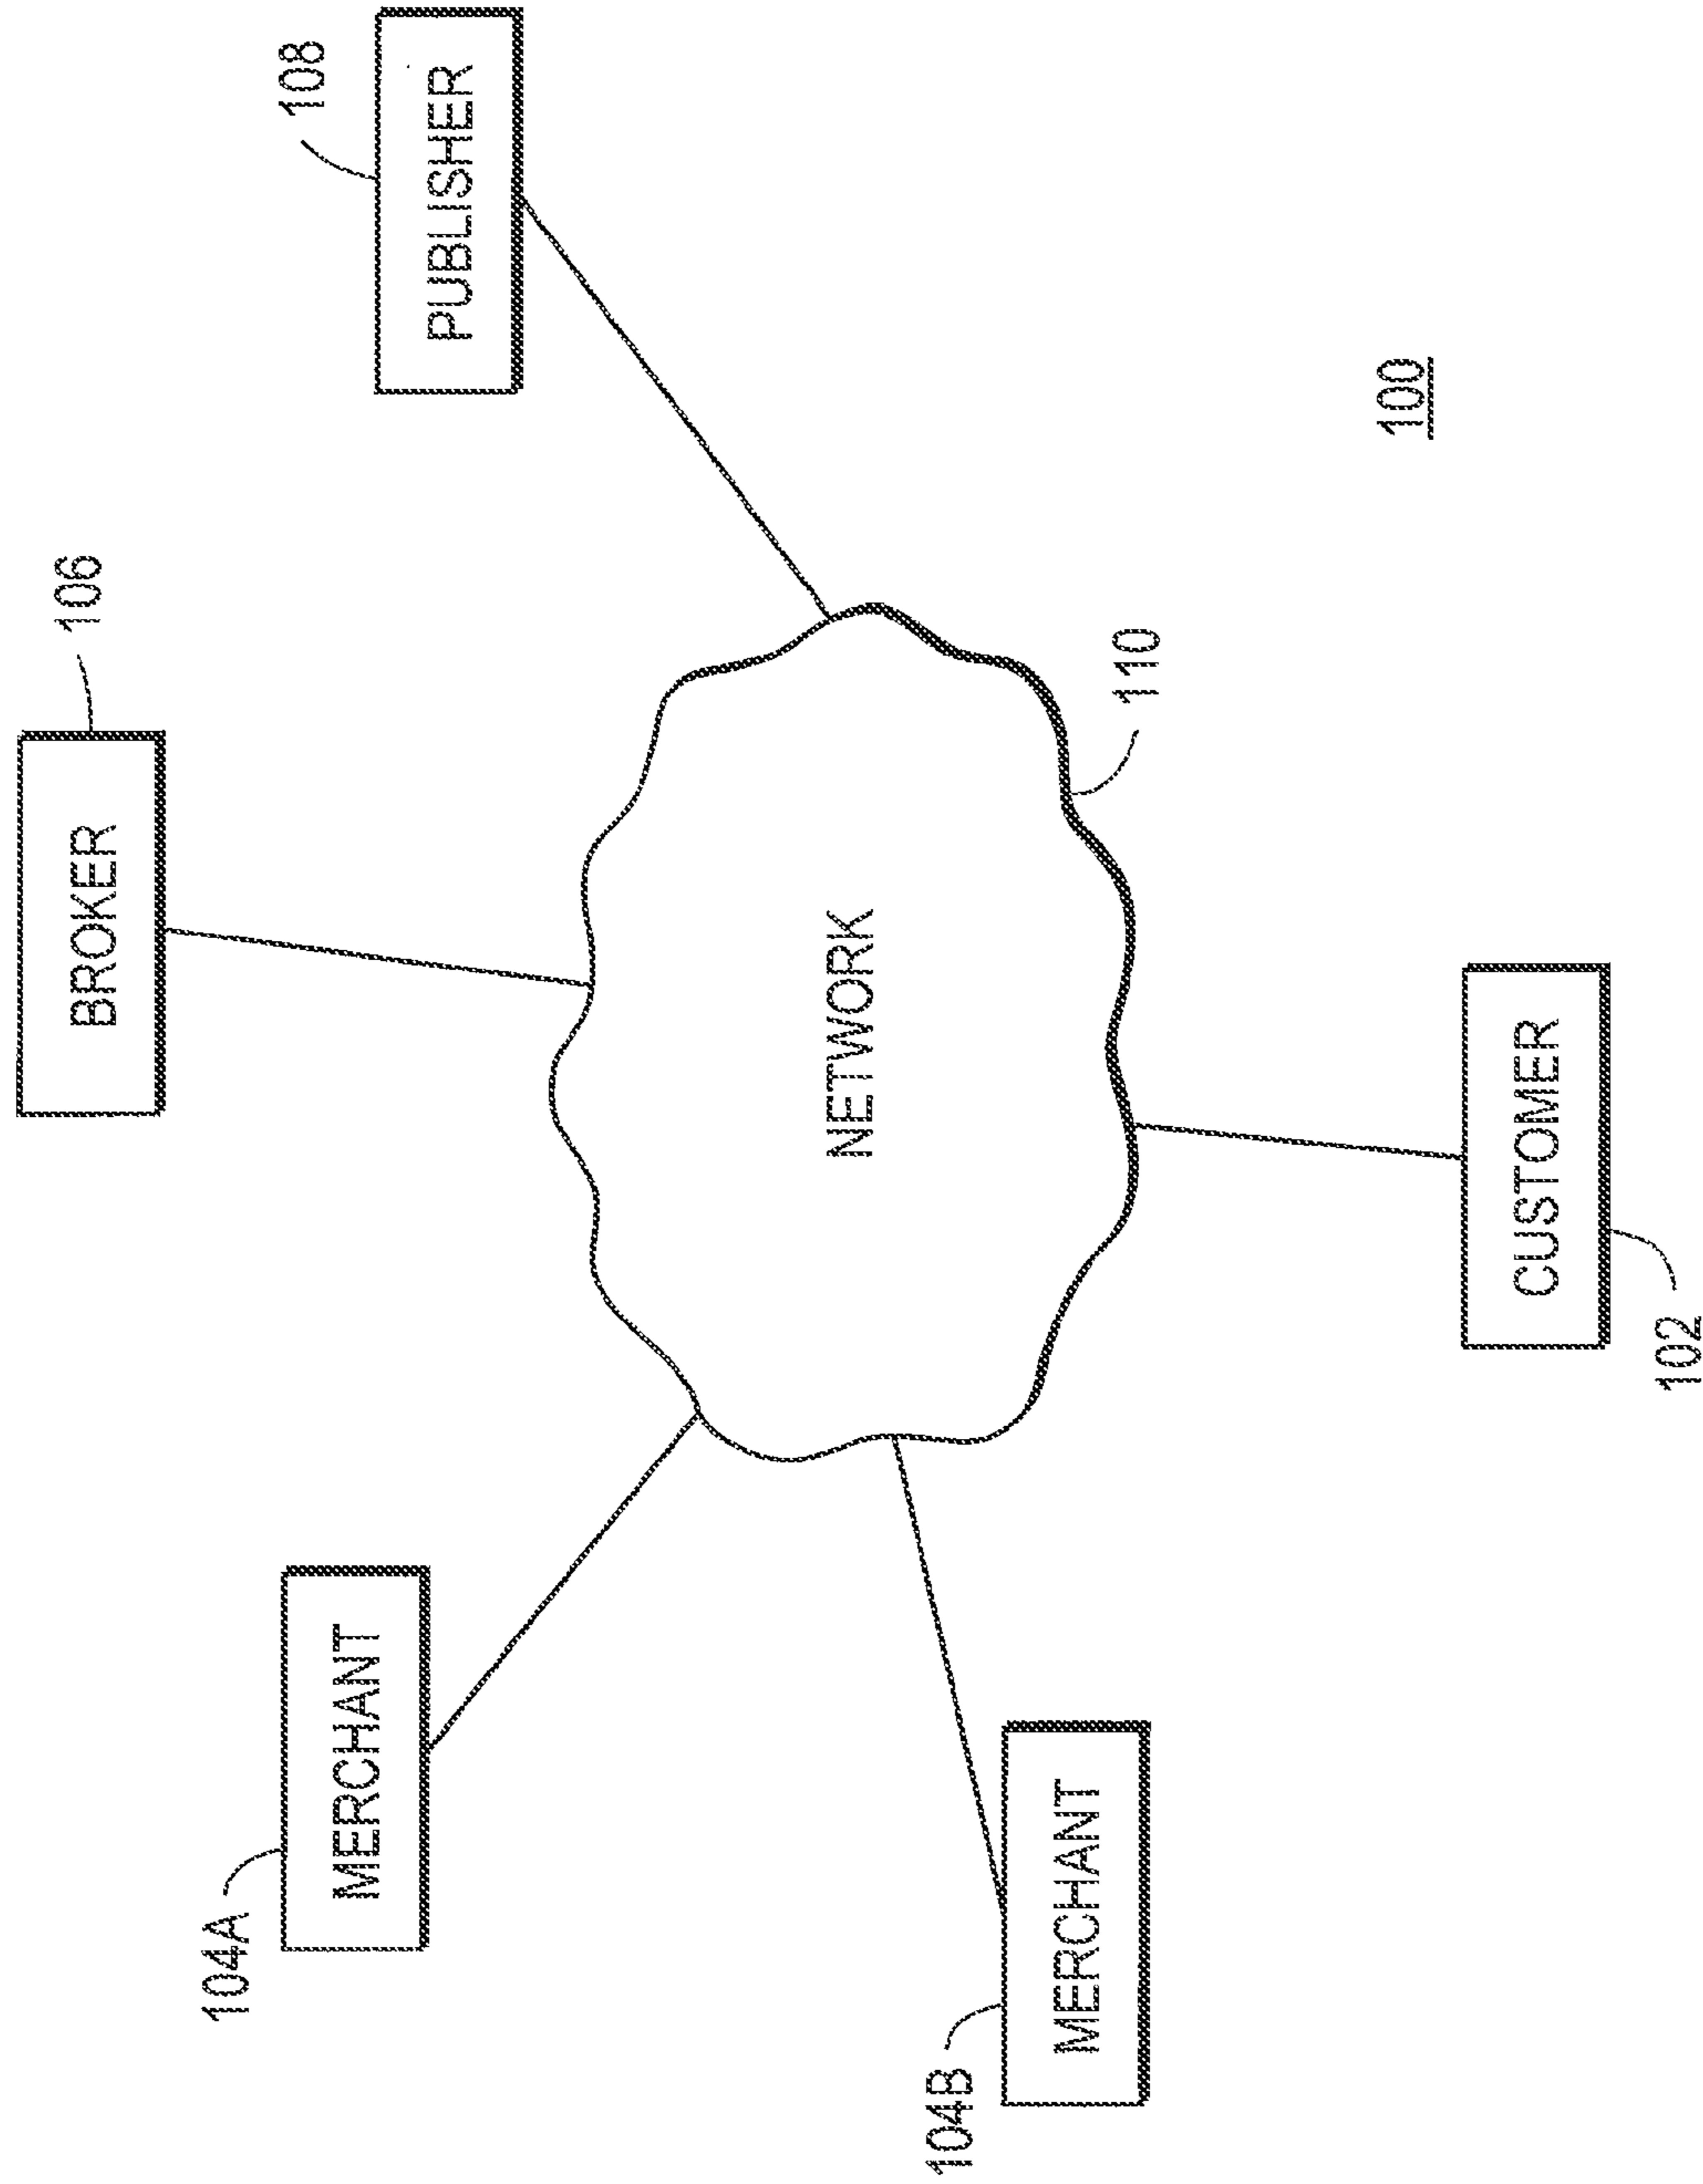 106
BROKER
108
PUBLISHER
104A
MERCHANT
NETWORK
110
104B
MERCHANT
CUSTOMER
102
100